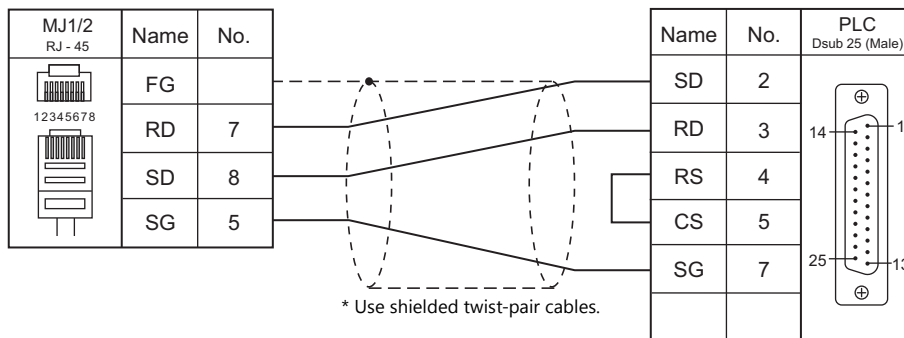 MJ1/2
RJ - 45
Name No.
12345678
FG
RD 7
SD 8
SG 5
Name No.
PLC
Dsub 25 (Male)
SD 2
RD 3
RS 4
CS 5
SG 7
14 1
25 13
* Use shielded twist-pair cables.